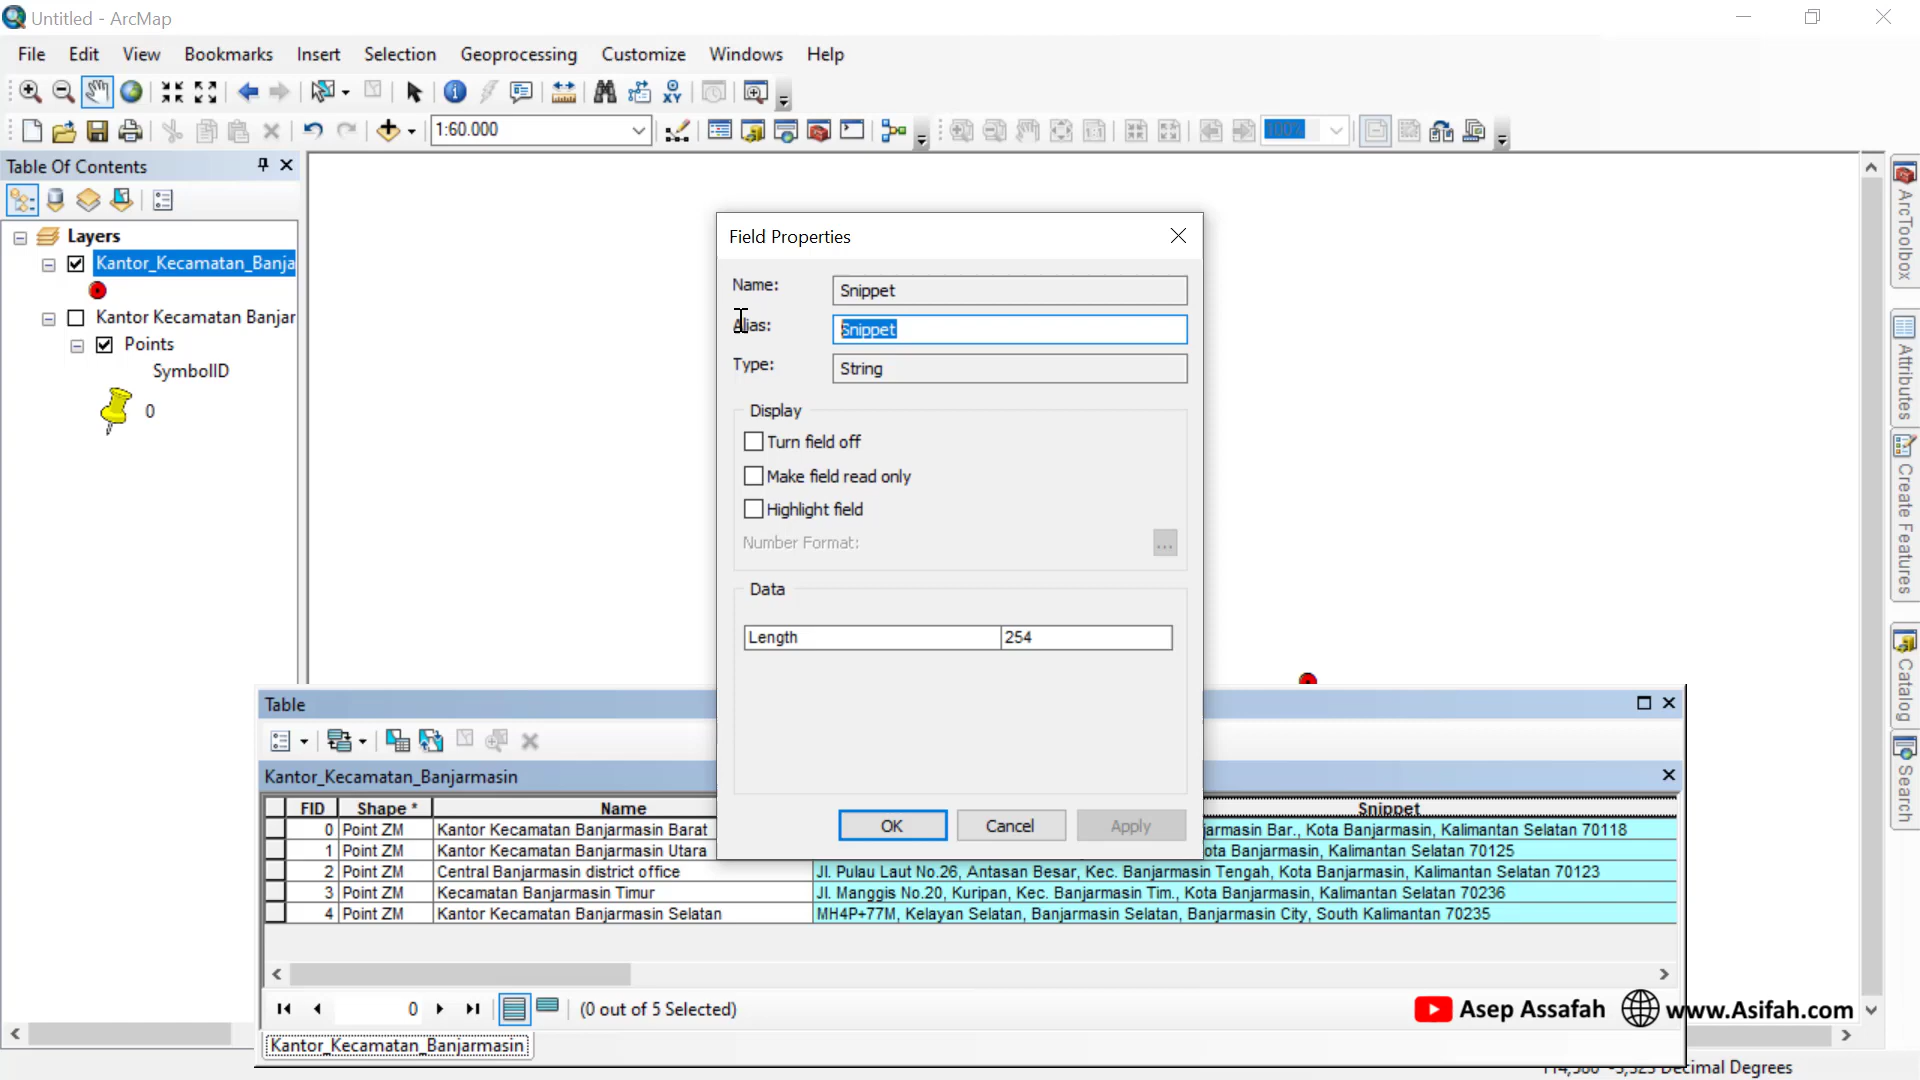 Untitled - ArcMap
File Edit View Bookmarks Insert Selection Geoprocessing Customize Windows Help
1:60.000
100%
Table Of Contents
Layers
Kantor_Kecamatan_Banja
Kantor Kecamatan Banjar
Points
SymbolID
0
Field Properties
Name: Snippet
Alias: Snippet
Type: String
Display
Turn field off
Make field read only
Highlight field
Number Format: ...
Data
Length 254
OK Cancel Apply
ArcToolbox
Attributes
Create Features
Catalog
Search
Table
Kantor_Kecamatan_Banjarmasin
FID Shape * Name Snippet
0 Point ZM Kantor Kecamatan Banjarmasin Barat jarmasin Bar., Kota Banjarmasin, Kalimantan Selatan 70118
1 Point ZM Kantor Kecamatan Banjarmasin Utara ota Banjarmasin, Kalimantan Selatan 70125
2 Point ZM Central Banjarmasin district office Jl. Pulau Laut No.26, Antasan Besar, Kec. Banjarmasin Tengah, Kota Banjarmasin, Kalimantan Selatan 70123
3 Point ZM Kecamatan Banjarmasin Timur Jl. Manggis No.20, Kuripan, Kec. Banjarmasin Tim., Kota Banjarmasin, Kalimantan Selatan 70236
4 Point ZM Kantor Kecamatan Banjarmasin Selatan MH4P+77M, Kelayan Selatan, Banjarmasin Selatan, Banjarmasin City, South Kalimantan 70235
0 (0 out of 5 Selected)
Asep Assafah www.Asifah.com
Kantor_Kecamatan_Banjarmasin
Decimal Degrees